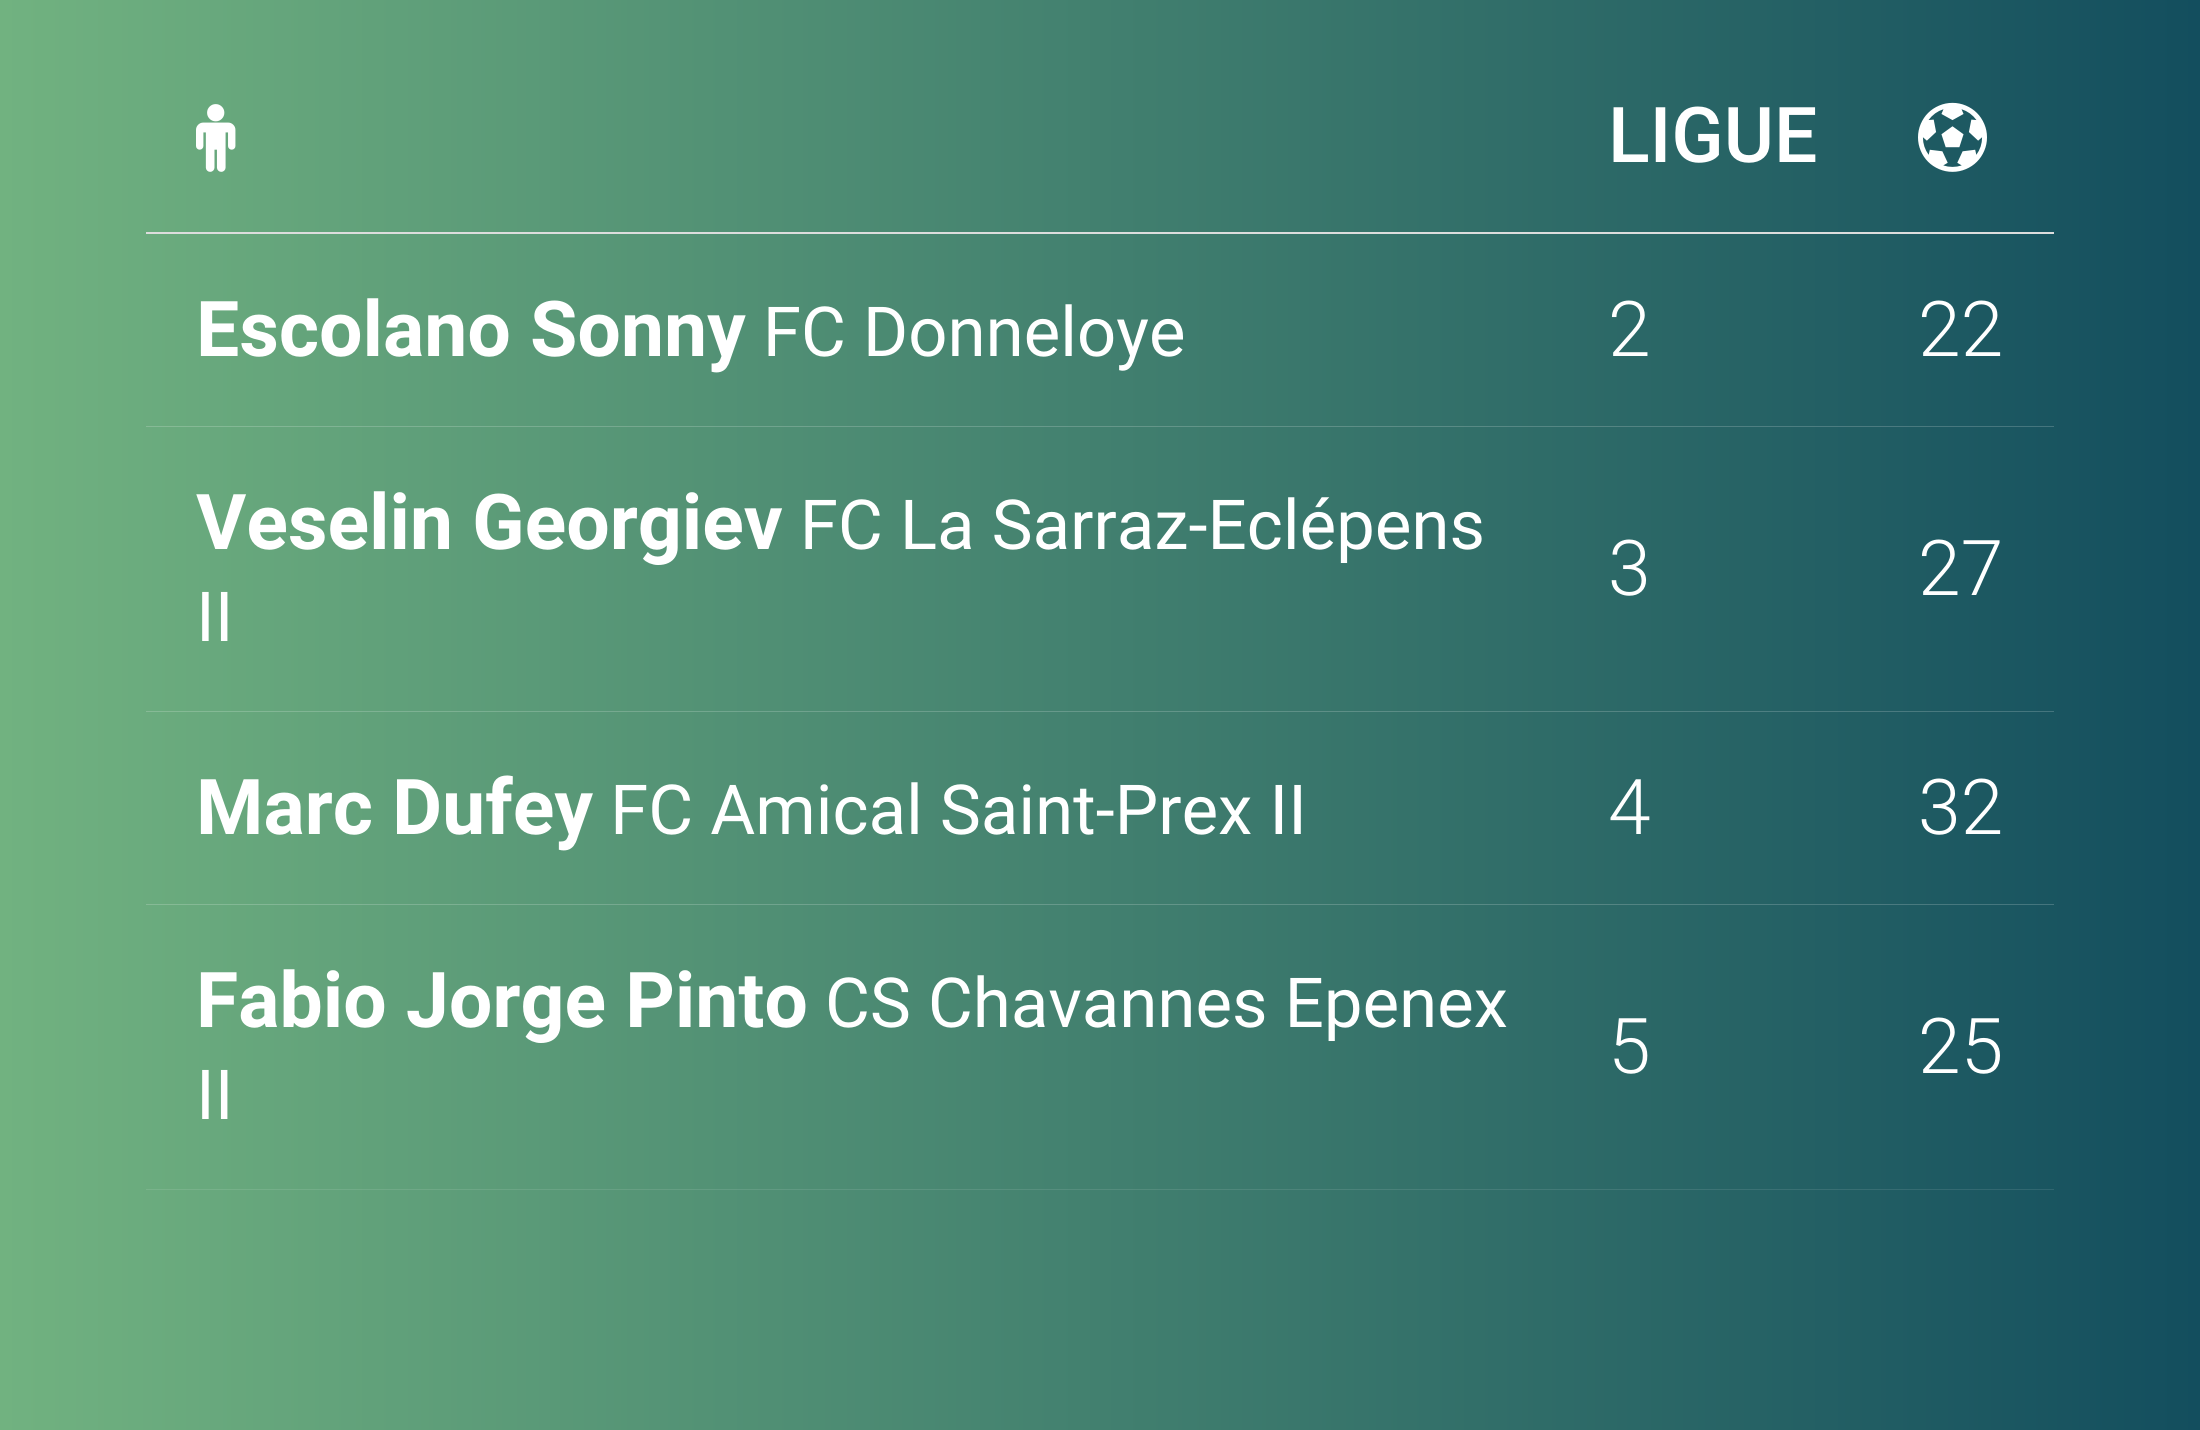 LIGUE
Escolano Sonny FC Donneloye 2 22
Veselin Georgiev FC La Sarraz-Eclépens
II
3 27
Marc Dufey FC Amical Saint-Prex II 4 32
Fabio Jorge Pinto CS Chavannes Epenex
II
5 25